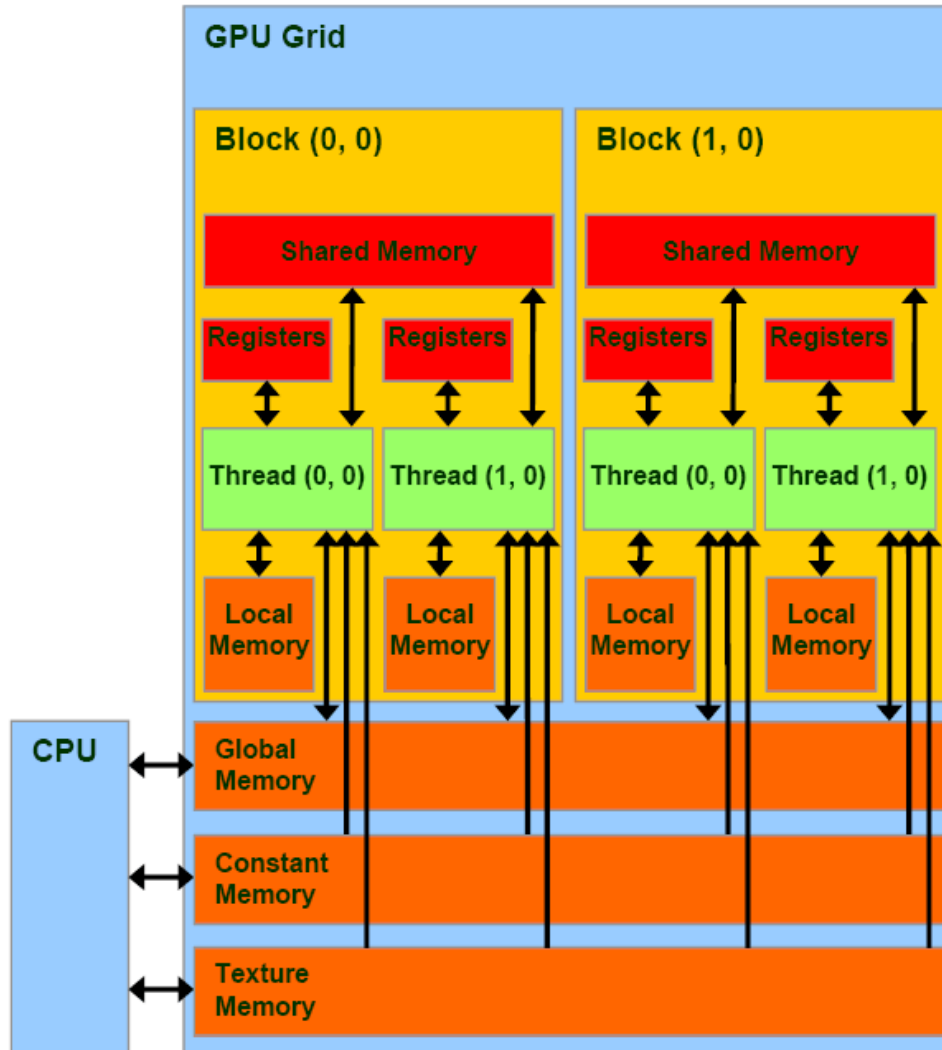 GPU Grid
Block (0, 0)
Block (1, 0)
Shared Memory
Shared Memory
Registers
Registers
Registers
Registers
Thread (0, 0)
Thread (1, 0)
Thread (0, 0)
Thread (1, 0)
Local
Memory
Local
Memory
Local
Memory
Local
Memory
CPU
Global
Memory
Constant
Memory
Texture
Memory